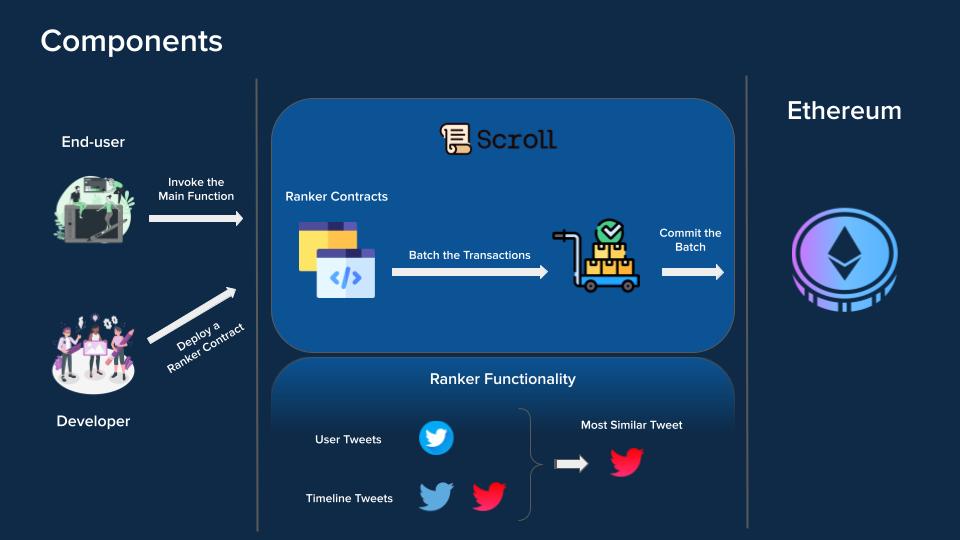 Components
End-user
Invoke the
Main Function
Deploy a
Ranker Contract
Developer
Scroll
Ranker Contracts
</>
Batch the Transactions
Commit the
Batch
Ranker Functionality
User Tweets
Timeline Tweets
Most Similar Tweet
Ethereum